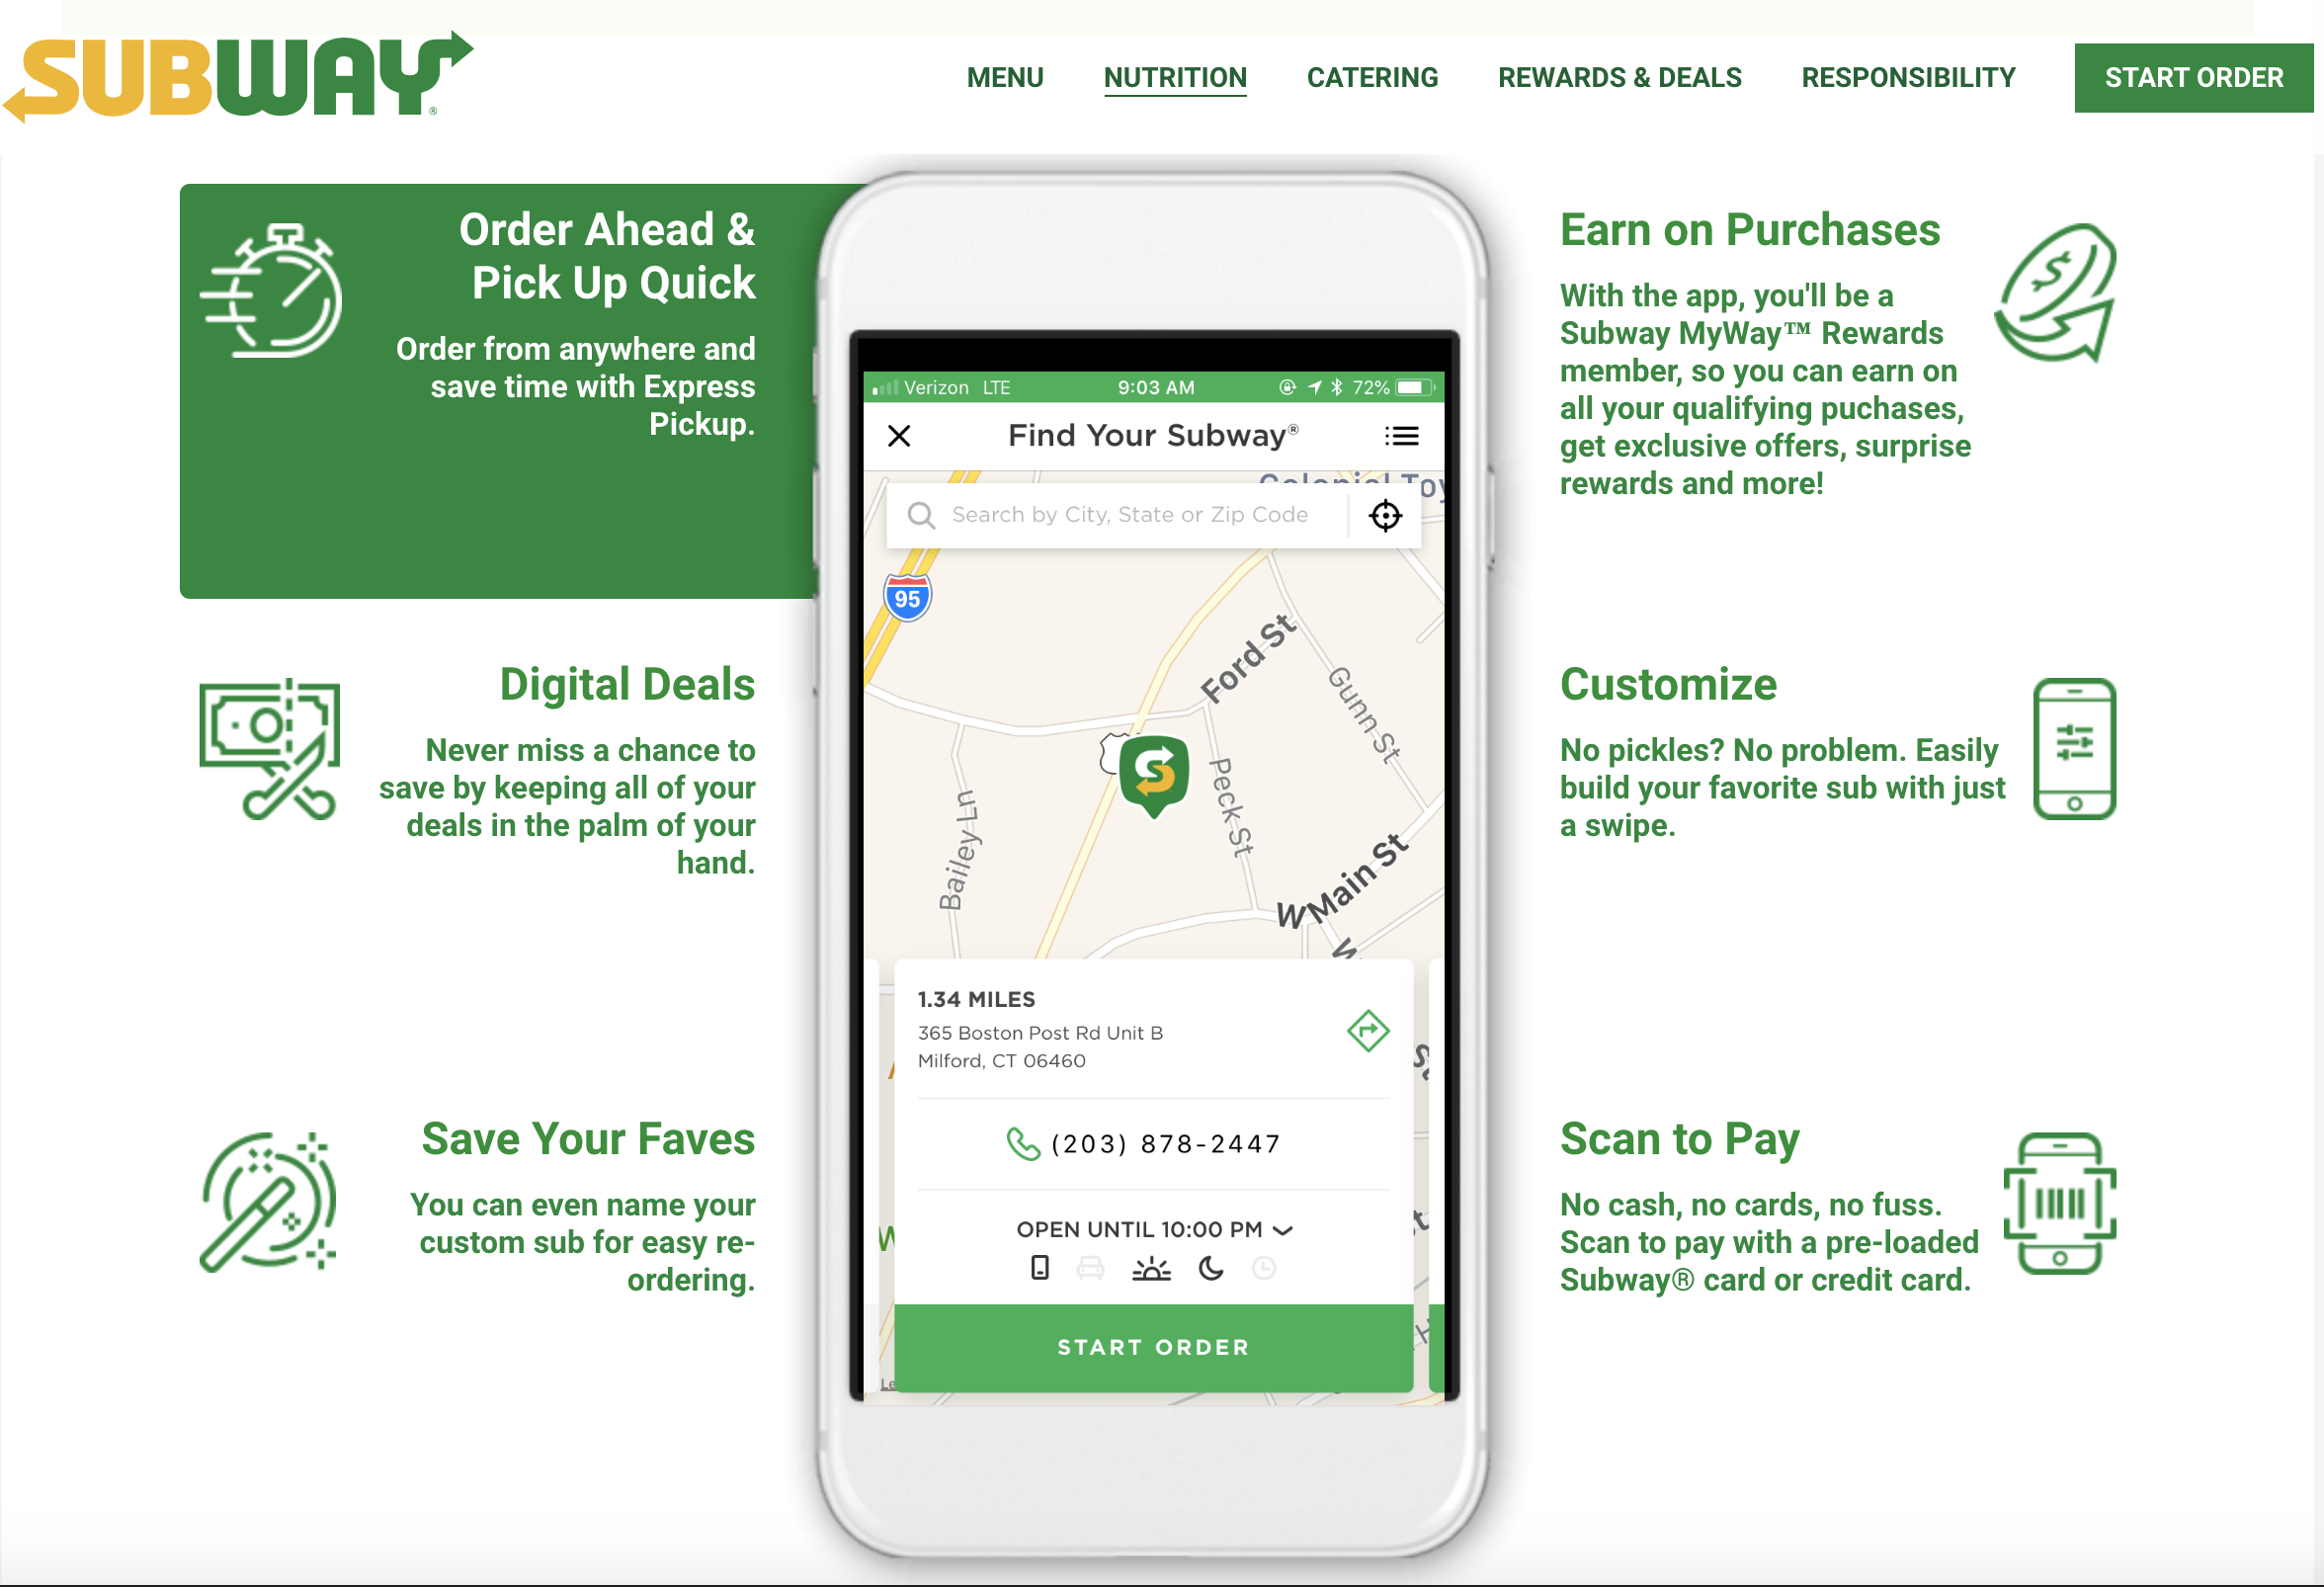 SUBWAY®
MENU
NUTRITION
CATERING
REWARDS & DEALS
RESPONSIBILITY
START ORDER
Order Ahead &
Pick Up Quick
Order from anywhere and
save time with Express
Pickup.
Digital Deals
Never miss a chance to
save by keeping all of your
deals in the palm of your
hand.
Save Your Faves
You can even name your
custom sub for easy re-
ordering.
Verizon LTE
9:03 AM
72%
Find Your Subway®
Colonial Toy
Search by City, State or Zip Code
95
Ford St
Gunn St
Peck St
Bailey Ln
W Main St
W
1.34 MILES
365 Boston Post Rd Unit B
Milford, CT 06460
(203) 878-2447
OPEN UNTIL 10:00 PM
START ORDER
Earn on Purchases
With the app, you'll be a
Subway MyWay™ Rewards
member, so you can earn on
all your qualifying puchases,
get exclusive offers, surprise
rewards and more!
Customize
No pickles? No problem. Easily
build your favorite sub with just
a swipe.
Scan to Pay
No cash, no cards, no fuss.
Scan to pay with a pre-loaded
Subway® card or credit card.